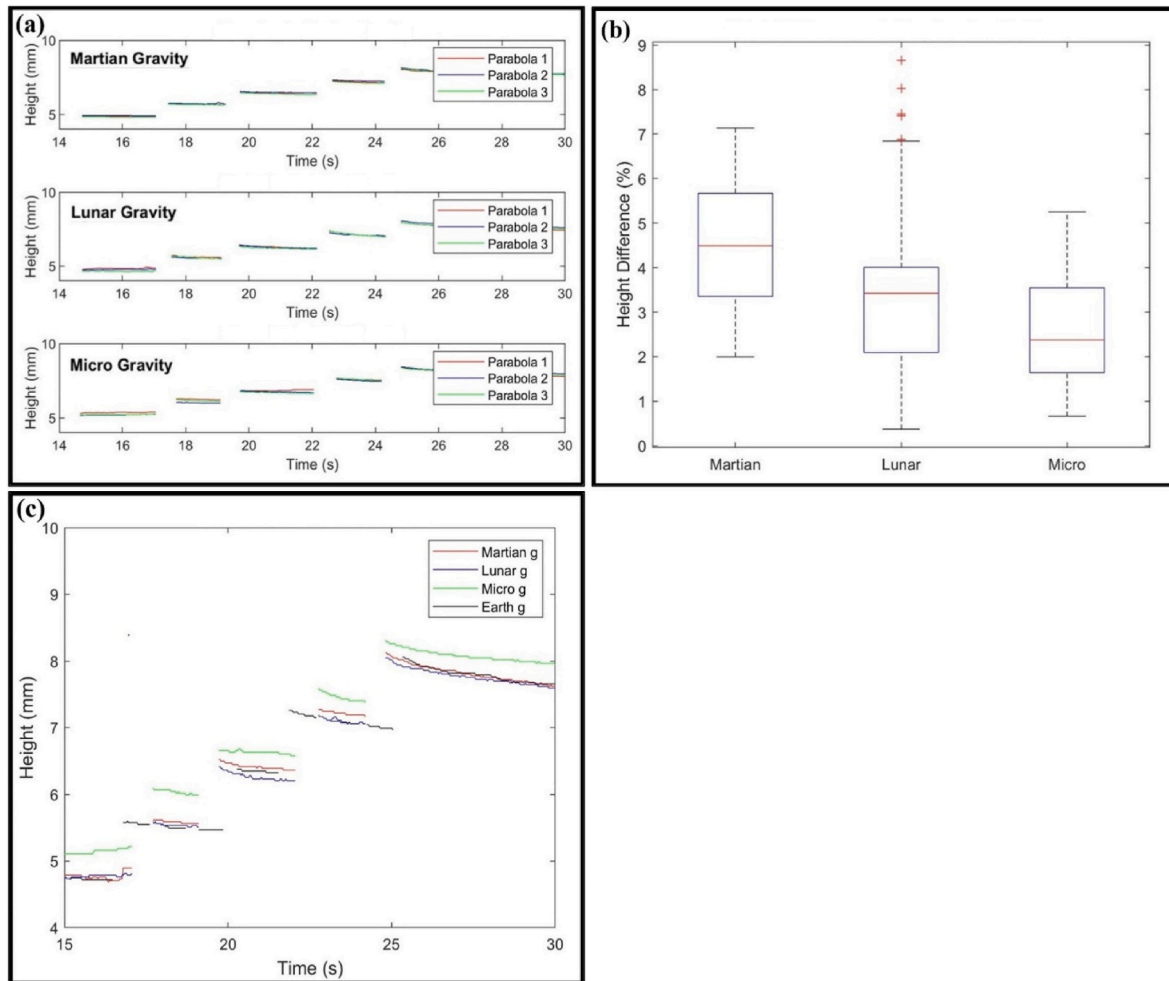 (a)
Martian Gravity
Height (mm)
10
5
Parabola 1
Parabola 2
Parabola 3
14 16 18 20 22 24 26 28 30
Time (s)
Lunar Gravity
Height (mm)
10
5
Parabola 1
Parabola 2
Parabola 3
14 16 18 20 22 24 26 28 30
Time (s)
Micro Gravity
Height (mm)
10
5
Parabola 1
Parabola 2
Parabola 3
14 16 18 20 22 24 26 28 30
Time (s)
(b)
Height Difference (%)
9
8
7
6
5
4
3
2
1
0
Martian Lunar Micro
(c)
Height (mm)
10
9
8
7
6
5
4
Martian g
Lunar g
Micro g
Earth g
15 20 25 30
Time (s)